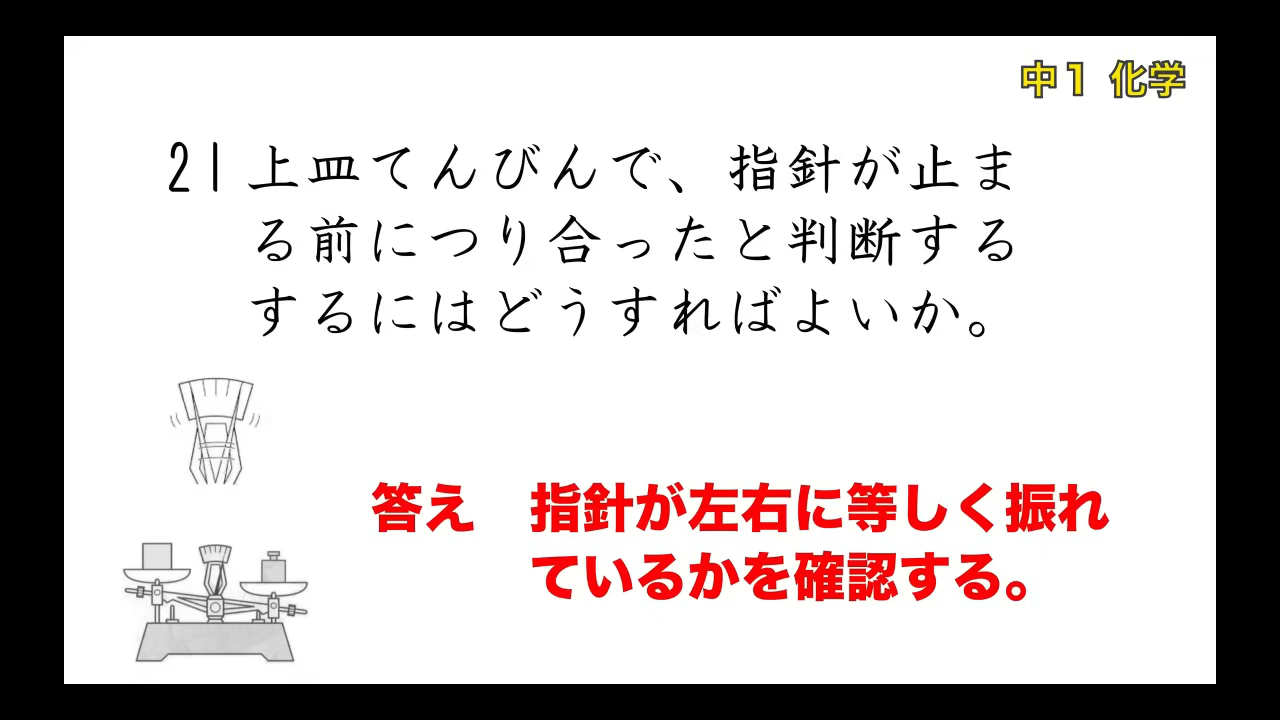 中１ 化学
21上皿てんびんで、指針が止ま
る前につり合ったと判断する
するにはどうすればよいか。
答え 指針が左右に等しく振れ
ているかを確認する。